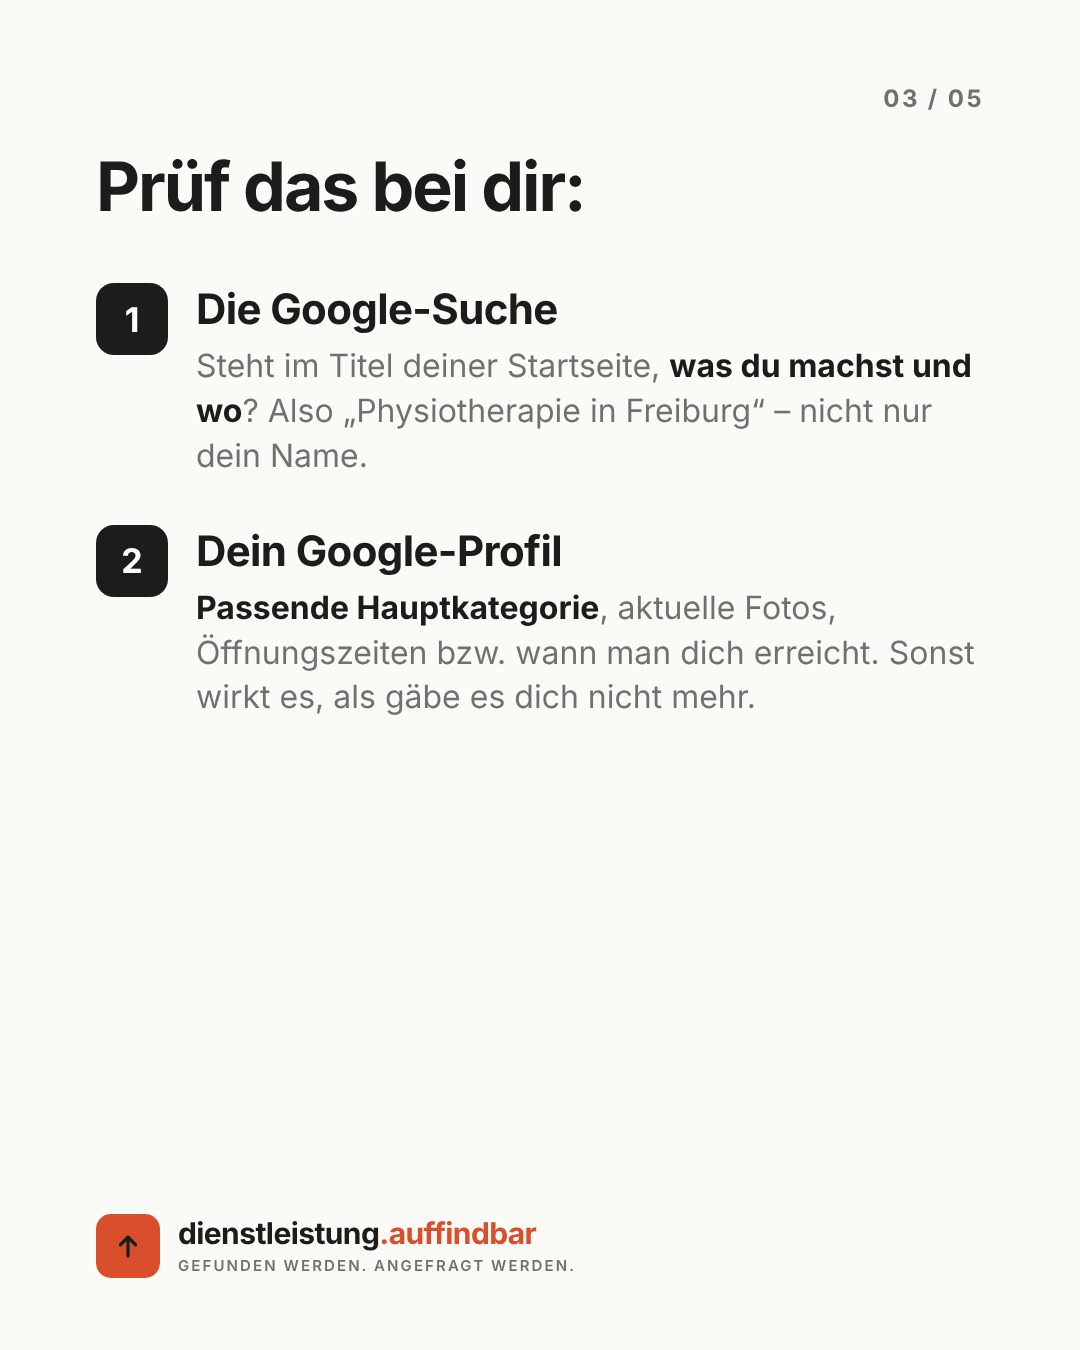 03 / 05
Prüf das bei dir:
1
Die Google-Suche
Steht im Titel deiner Startseite, was du machst und
wo? Also „Physiotherapie in Freiburg“ – nicht nur
dein Name.
2
Dein Google-Profil
Passende Hauptkategorie, aktuelle Fotos,
Öffnungszeiten bzw. wann man dich erreicht. Sonst
wirkt es, als gäbe es dich nicht mehr.
dienstleistung.auffindbar
GEFUNDEN WERDEN. ANGEFRAGT WERDEN.